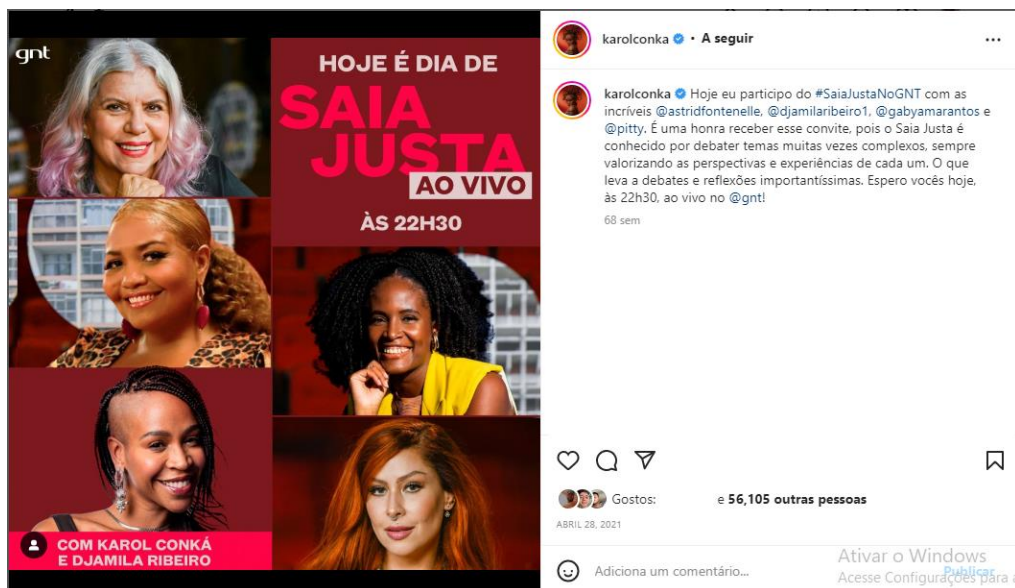 gnt
HOJE É DIA DE
SAIA
JUSTA
AO VIVO
ÀS 22H30
COM KAROL CONKÁ
E DJAMILA RIBEIRO
karolconka • A seguir
karolconka Hoje eu participo do #SaiaJustaNoGNT com as
incríveis @astridfontenelle, @djamilaribeiro1, @gabyamarantos e
@pitty. É uma honra receber esse convite, pois o Saia Justa é
conhecido por debater temas muitas vezes complexos, sempre
valorizando as perspectivas e experiências de cada um. O que
leva a debates e reflexões importantíssimas. Espero vocês hoje,
às 22h30, ao vivo no @gnt!
68 sem
Gostos: e 56,105 outras pessoas
ABRIL 28, 2021
Adiciona um comentário...
Publicar
Ativar o Windows
Acesse Configurações para